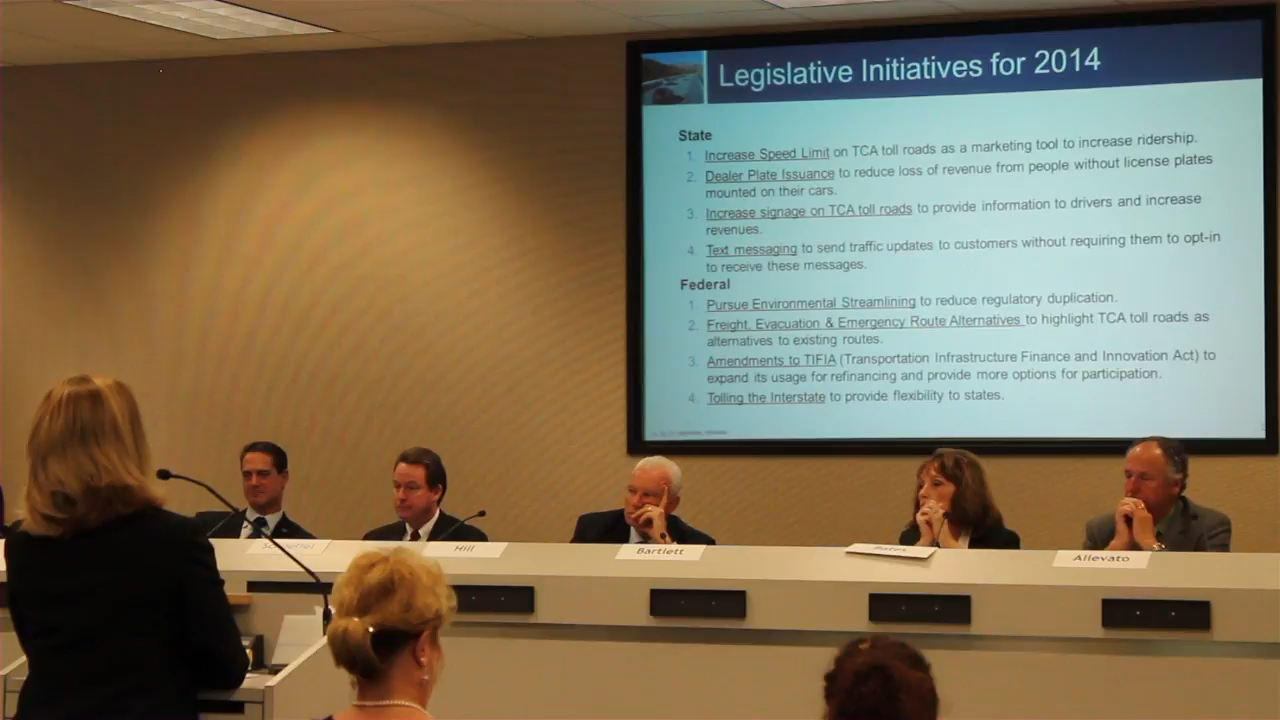 Legislative Initiatives for 2014
State
1. Increase Speed Limit on TCA toll roads as a marketing tool to increase ridership.
2. Dealer Plate Issuance to reduce loss of revenue from people without license plates
mounted on their cars.
3. Increase signage on TCA toll roads to provide information to drivers and increase
revenues.
4. Text messaging to send traffic updates to customers without requiring them to opt-in
to receive these messages.
Federal
1. Pursue Environmental Streamlining to reduce regulatory duplication.
2. Freight, Evacuation & Emergency Route Alternatives to highlight TCA toll roads as
alternatives to existing routes.
3. Amendments to TIFIA (Transportation Infrastructure Finance and Innovation Act) to
expand its usage for refinancing and provide more options for participation.
4. Tolling the Interstate to provide flexibility to states.
Hill
Bartlett
Bates
Allevato